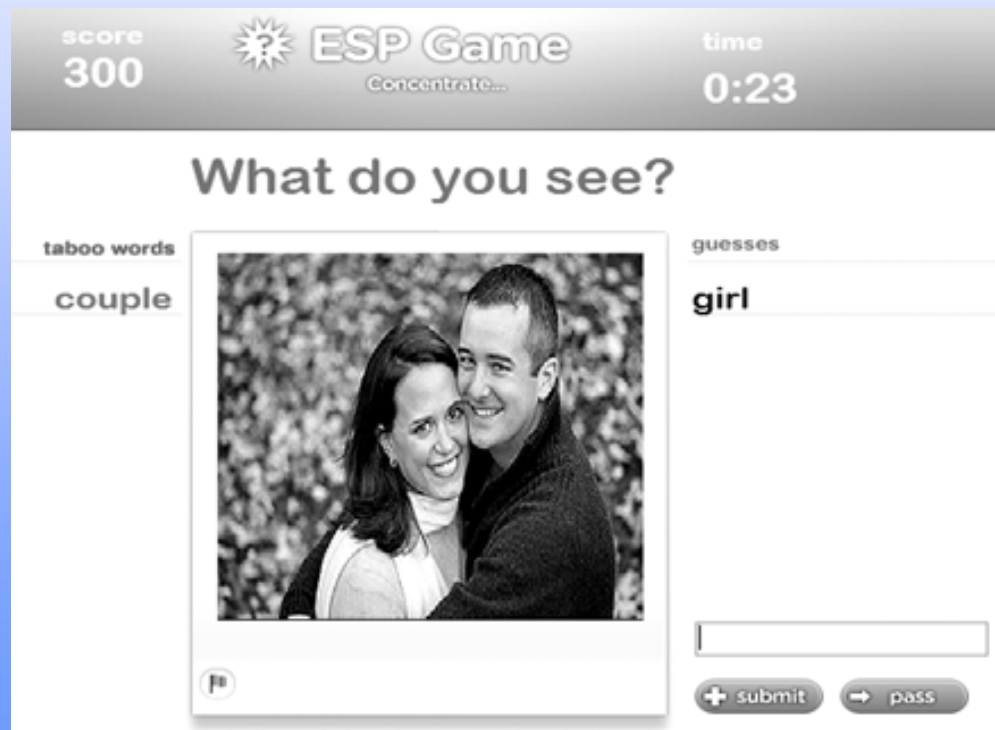 score
300
? ESP Game
Concentrate...
time
0:23
What do you see?
taboo words
couple
guesses
girl
submit
pass